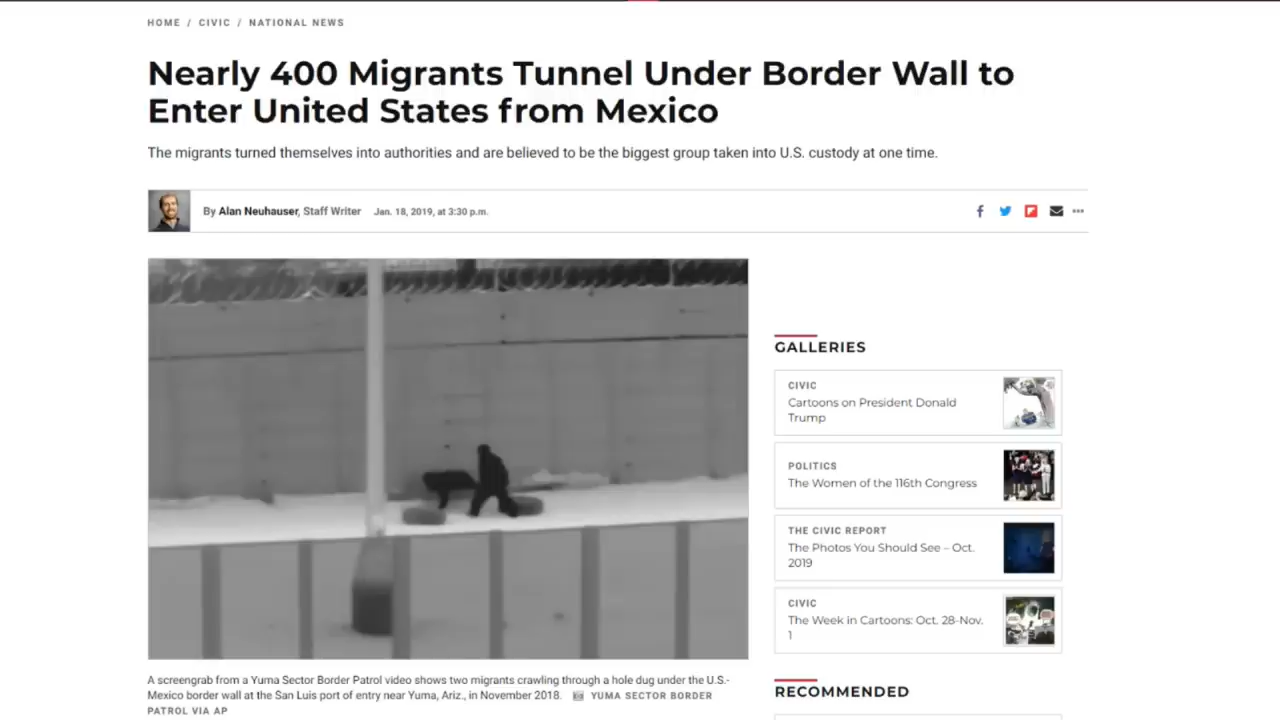 HOME / CIVIC / NATIONAL NEWS
Nearly 400 Migrants Tunnel Under Border Wall to
Enter United States from Mexico
The migrants turned themselves into authorities and are believed to be the biggest group taken into U.S. custody at one time.
By Alan Neuhauser, Staff Writer Jan. 18, 2019, at 3:30 p.m.
GALLERIES
CIVIC
Cartoons on President Donald
Trump
POLITICS
The Women of the 116th Congress
THE CIVIC REPORT
The Photos You Should See – Oct.
2019
CIVIC
The Week in Cartoons: Oct. 28-Nov.
1
A screengrab from a Yuma Sector Border Patrol video shows two migrants crawling through a hole dug under the U.S.-
Mexico border wall at the San Luis port of entry near Yuma, Ariz., in November 2018. YUMA SECTOR BORDER
PATROL VIA AP
RECOMMENDED